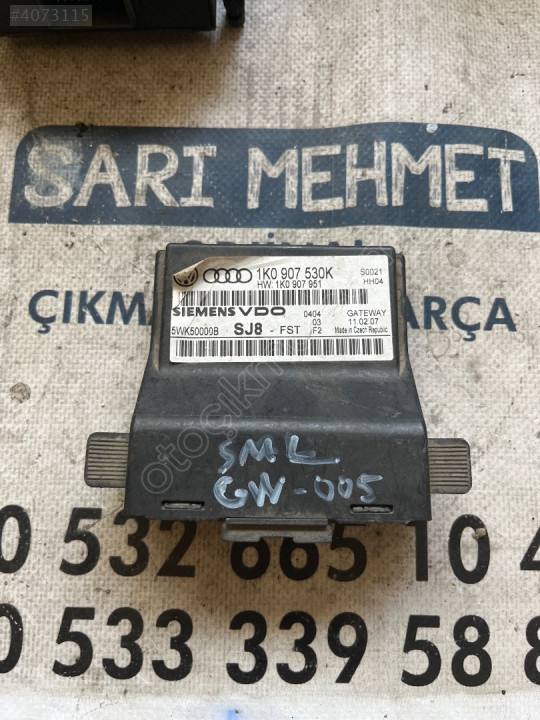 #4073115
SARI MEHMET
1K0 907 530K
S0021
HW: 1K0 907 951
HH04
ÇIKMA
ARÇA
SIEMENS VDO
0404
GATEWAY
03
11.02.07
5WK50000B
SJ8 - FST
F2
Made in Czech Republic
otoçıkm
SML
GW-005
0 532 665 10 4
0 533 339 58 8